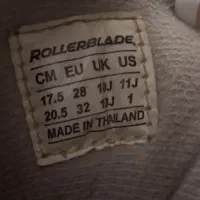 ROLLERBLADE
CM EU UK US
17.5 28 10J 11J
20.5 32 13J 1
MADE IN THAILAND